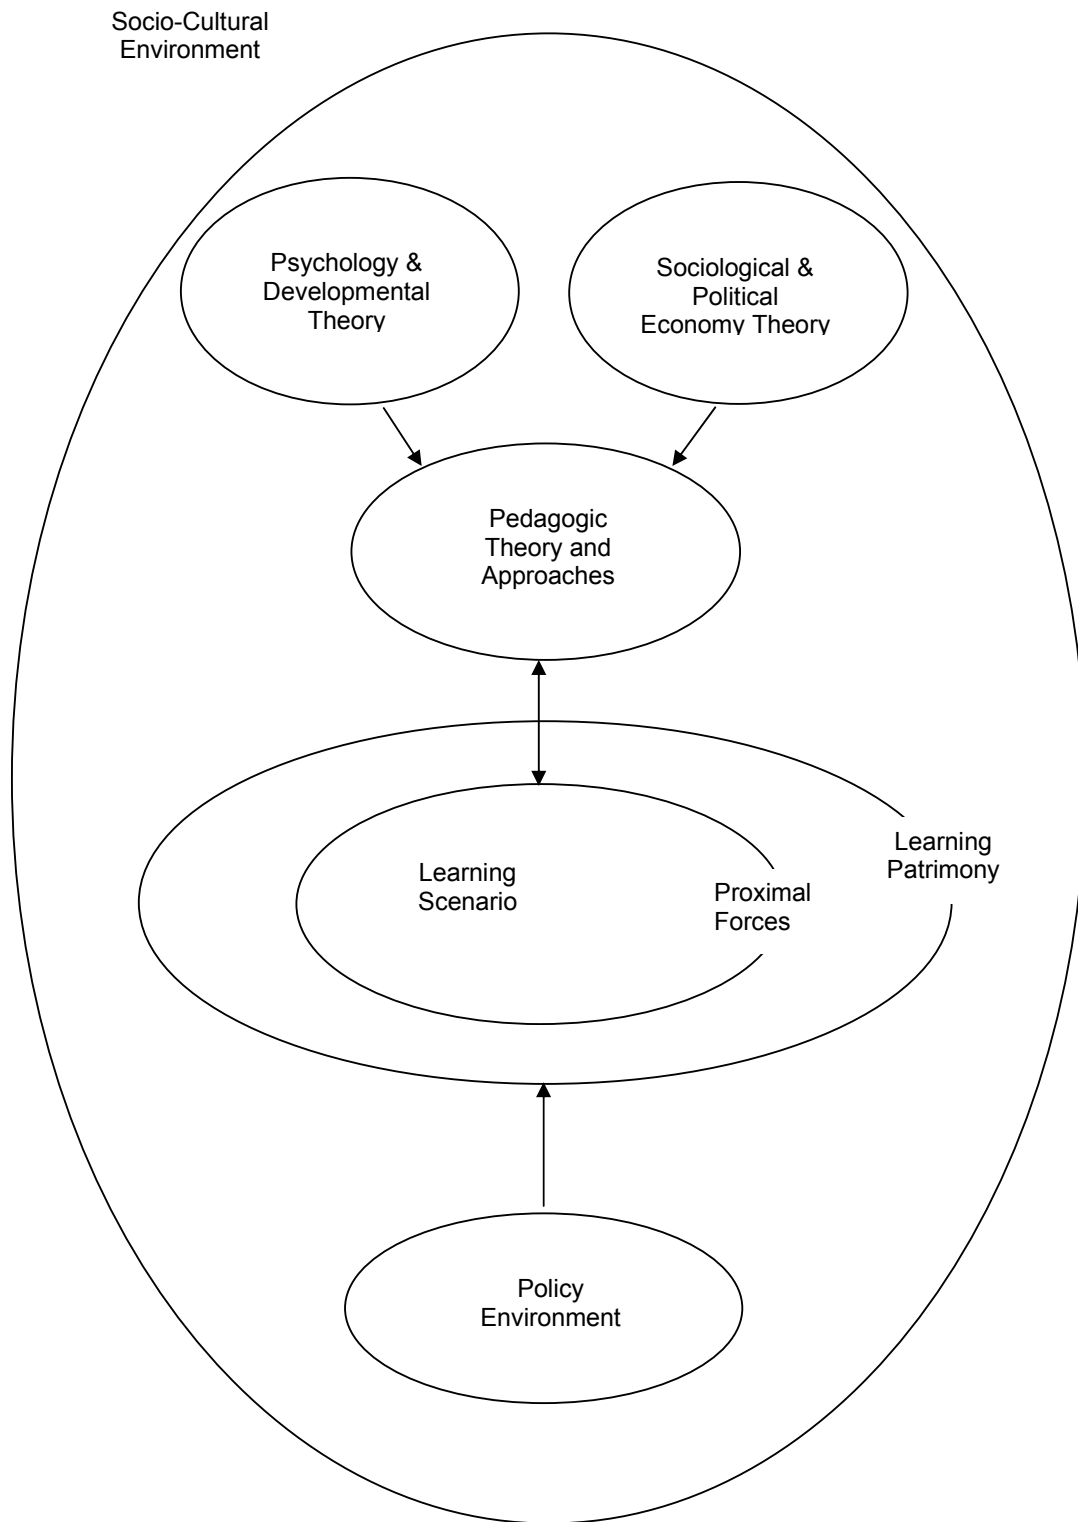 Socio-Cultural
Environment
Psychology &
Developmental
Theory
Sociological &
Political
Economy Theory
Pedagogic
Theory and
Approaches
Learning
Scenario
Proximal
Forces
Learning
Patrimony
Policy
Environment